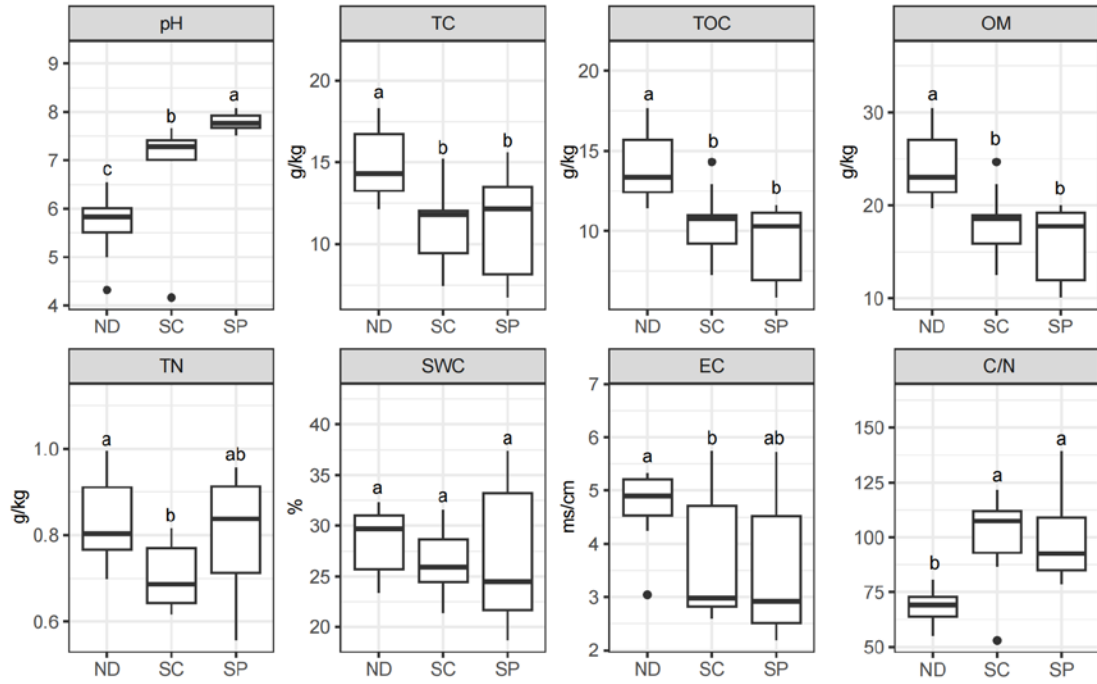 pH
9
8
7
6
5
4
c
b
a
ND SC SP
TC
g/kg
20
15
10
a
b
b
ND SC SP
TOC
g/kg
20
15
10
a
b
b
ND SC SP
OM
g/kg
30
20
10
a
b
b
ND SC SP
TN
g/kg
1.0
0.8
0.6
a
b
ab
ND SC SP
SWC
%
40
35
30
25
20
a
a
a
ND SC SP
EC
ms/cm
7
6
5
4
3
2
a
b
ab
ND SC SP
C/N
150
125
100
75
50
b
a
a
ND SC SP